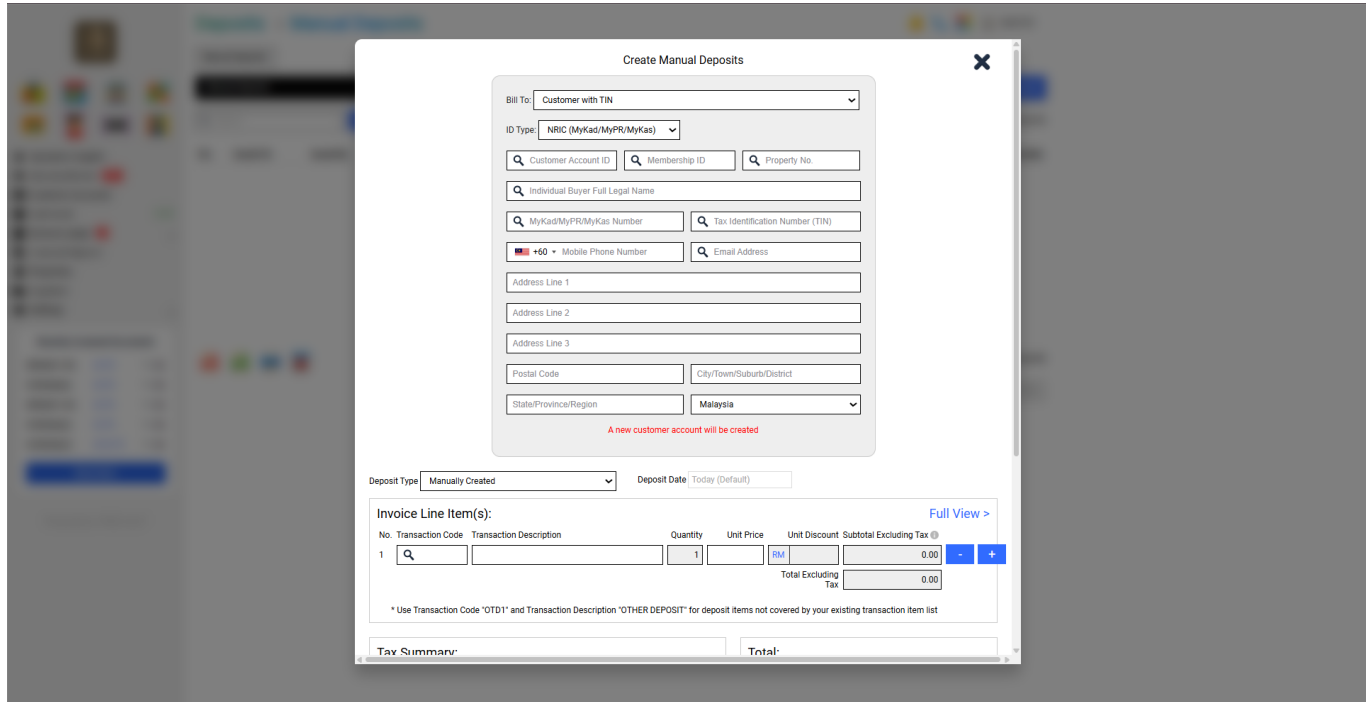 Deposits Manual Deposits
Create Manual Deposits
Bill To: Customer with TIN
ID Type: NRIC (MyKad/MyPR/MyKas)
Customer Account ID Membership ID Property No.
Individual Buyer Full Legal Name
MyKad/MyPR/MyKas Number Tax Identification Number (TIN)
+60 Mobile Phone Number Email Address
Address Line 1
Address Line 2
Address Line 3
Postal Code City/Town/Suburb/District
State/Province/Region Malaysia
A new customer account will be created
Deposit Type Manually Created Deposit Date Today (Default)
Invoice Line Item(s): Full View >
No. Transaction Code Transaction Description Quantity Unit Price Unit Discount Subtotal Excluding Tax
1 1 RM 0.00 - +
Total Excluding Tax 0.00
* Use Transaction Code "OTD1" and Transaction Description "OTHER DEPOSIT" for deposit items not covered by your existing transaction item list
Tax Summary: Total: